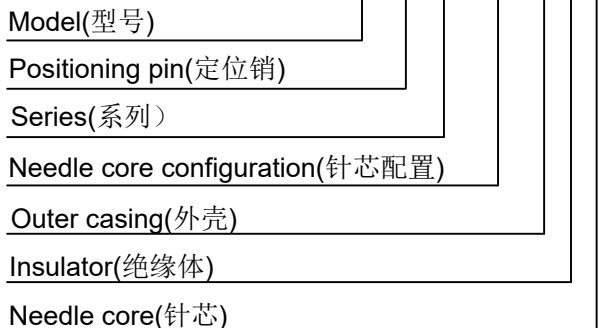 Model(型号)
Positioning pin(定位销)
Series(系列）
Needle core configuration(针芯配置)
Outer casing(外壳)
Insulator(绝缘体)
Needle core(针芯)